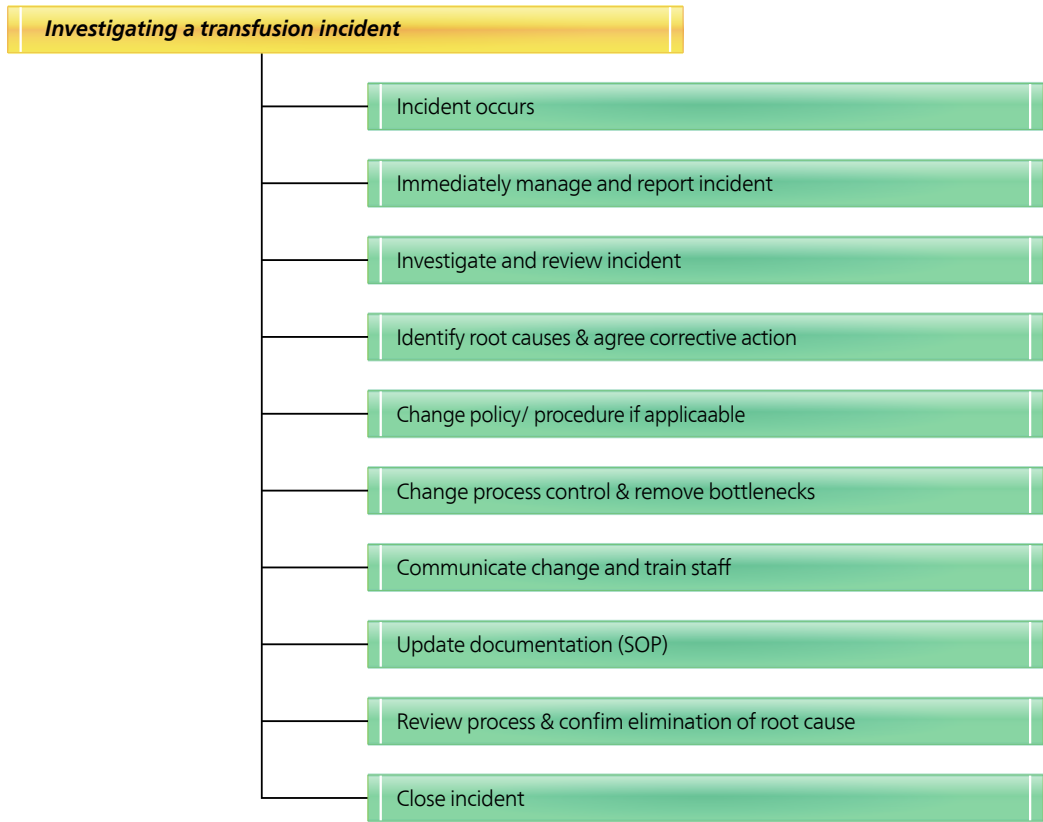 Investigating a transfusion incident
Incident occurs
Immediately manage and report incident
Investigate and review incident
Identify root causes & agree corrective action
Change policy/ procedure if applicaable
Change process control & remove bottlenecks
Communicate change and train staff
Update documentation (SOP)
Review process & confim elimination of root cause
Close incident